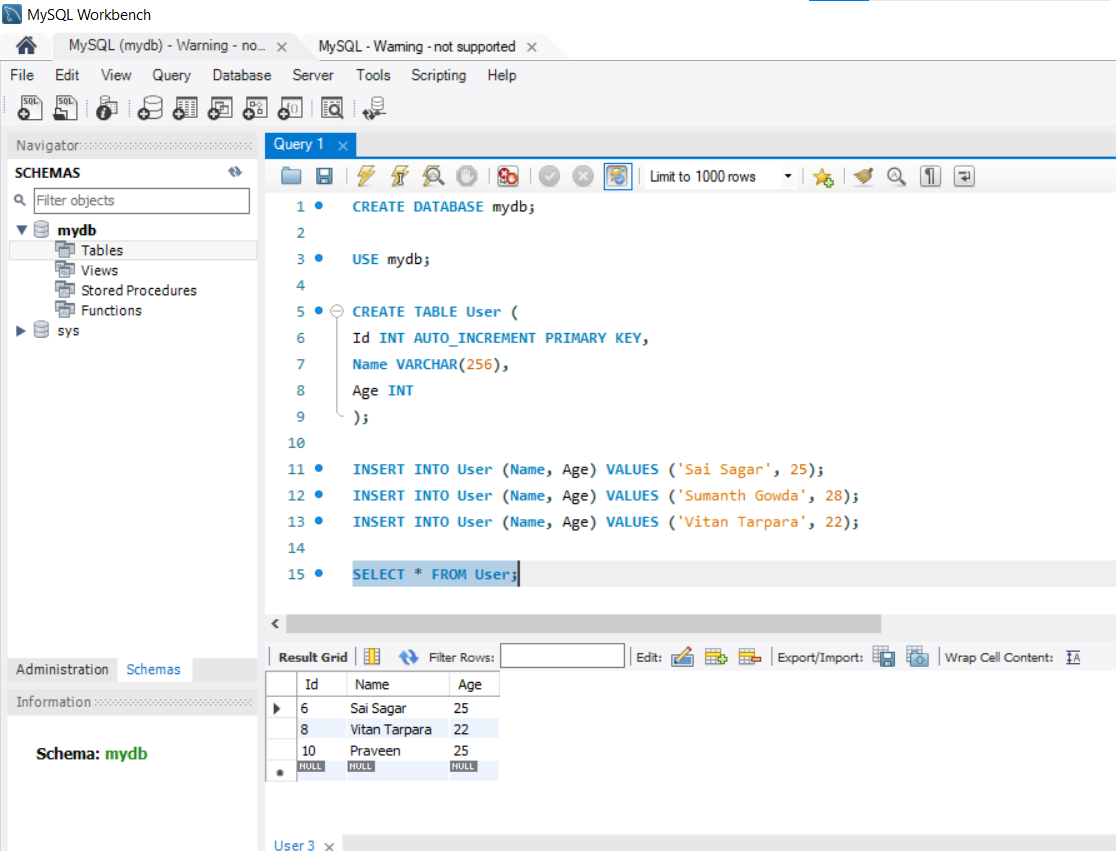 MySQL Workbench
MySQL (mydb) - Warning - no...
MySQL - Warning - not supported
File Edit View Query Database Server Tools Scripting Help
Navigator
SCHEMAS
Filter objects
mydb
Tables
Views
Stored Procedures
Functions
sys
Administration Schemas
Information
Schema: mydb
Query 1
Limit to 1000 rows
1 CREATE DATABASE mydb;
2
3 USE mydb;
4
5 CREATE TABLE User (
6 Id INT AUTO_INCREMENT PRIMARY KEY,
7 Name VARCHAR(256),
8 Age INT
9 );
10
11 INSERT INTO User (Name, Age) VALUES ('Sai Sagar', 25);
12 INSERT INTO User (Name, Age) VALUES ('Sumanth Gowda', 28);
13 INSERT INTO User (Name, Age) VALUES ('Vitan Tarpara', 22);
14
15 SELECT * FROM User;
Result Grid Filter Rows: Edit: Export/Import: Wrap Cell Content:
Id Name Age
6 Sai Sagar 25
8 Vitan Tarpara 22
10 Praveen 25
NULL NULL NULL
User 3